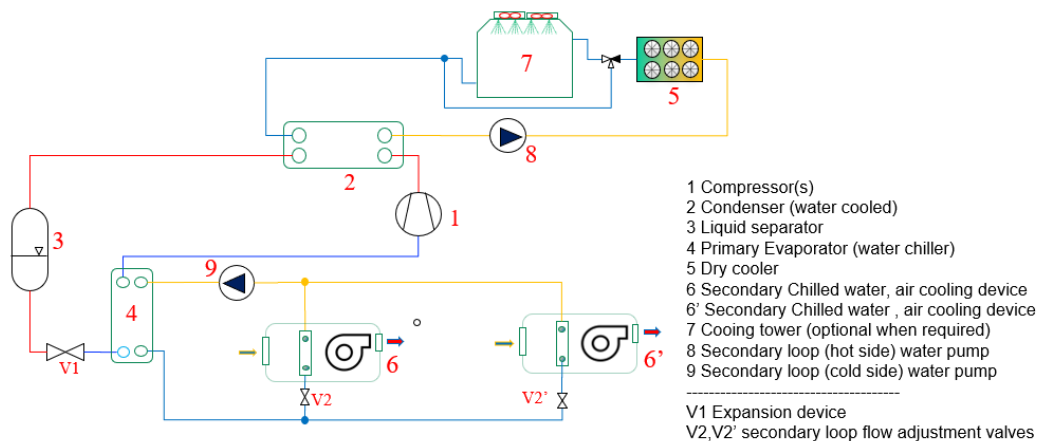 7
5
8
2
1
3
9
4
6
6'
V1
V2
V2'
1 Compressor(s)
2 Condenser (water cooled)
3 Liquid separator
4 Primary Evaporator (water chiller)
5 Dry cooler
6 Secondary Chilled water, air cooling device
6' Secondary Chilled water , air cooling device
7 Cooing tower (optional when required)
8 Secondary loop (hot side) water pump
9 Secondary loop (cold side) water pump
------------------------------------
V1 Expansion device
V2,V2' secondary loop flow adjustment valves